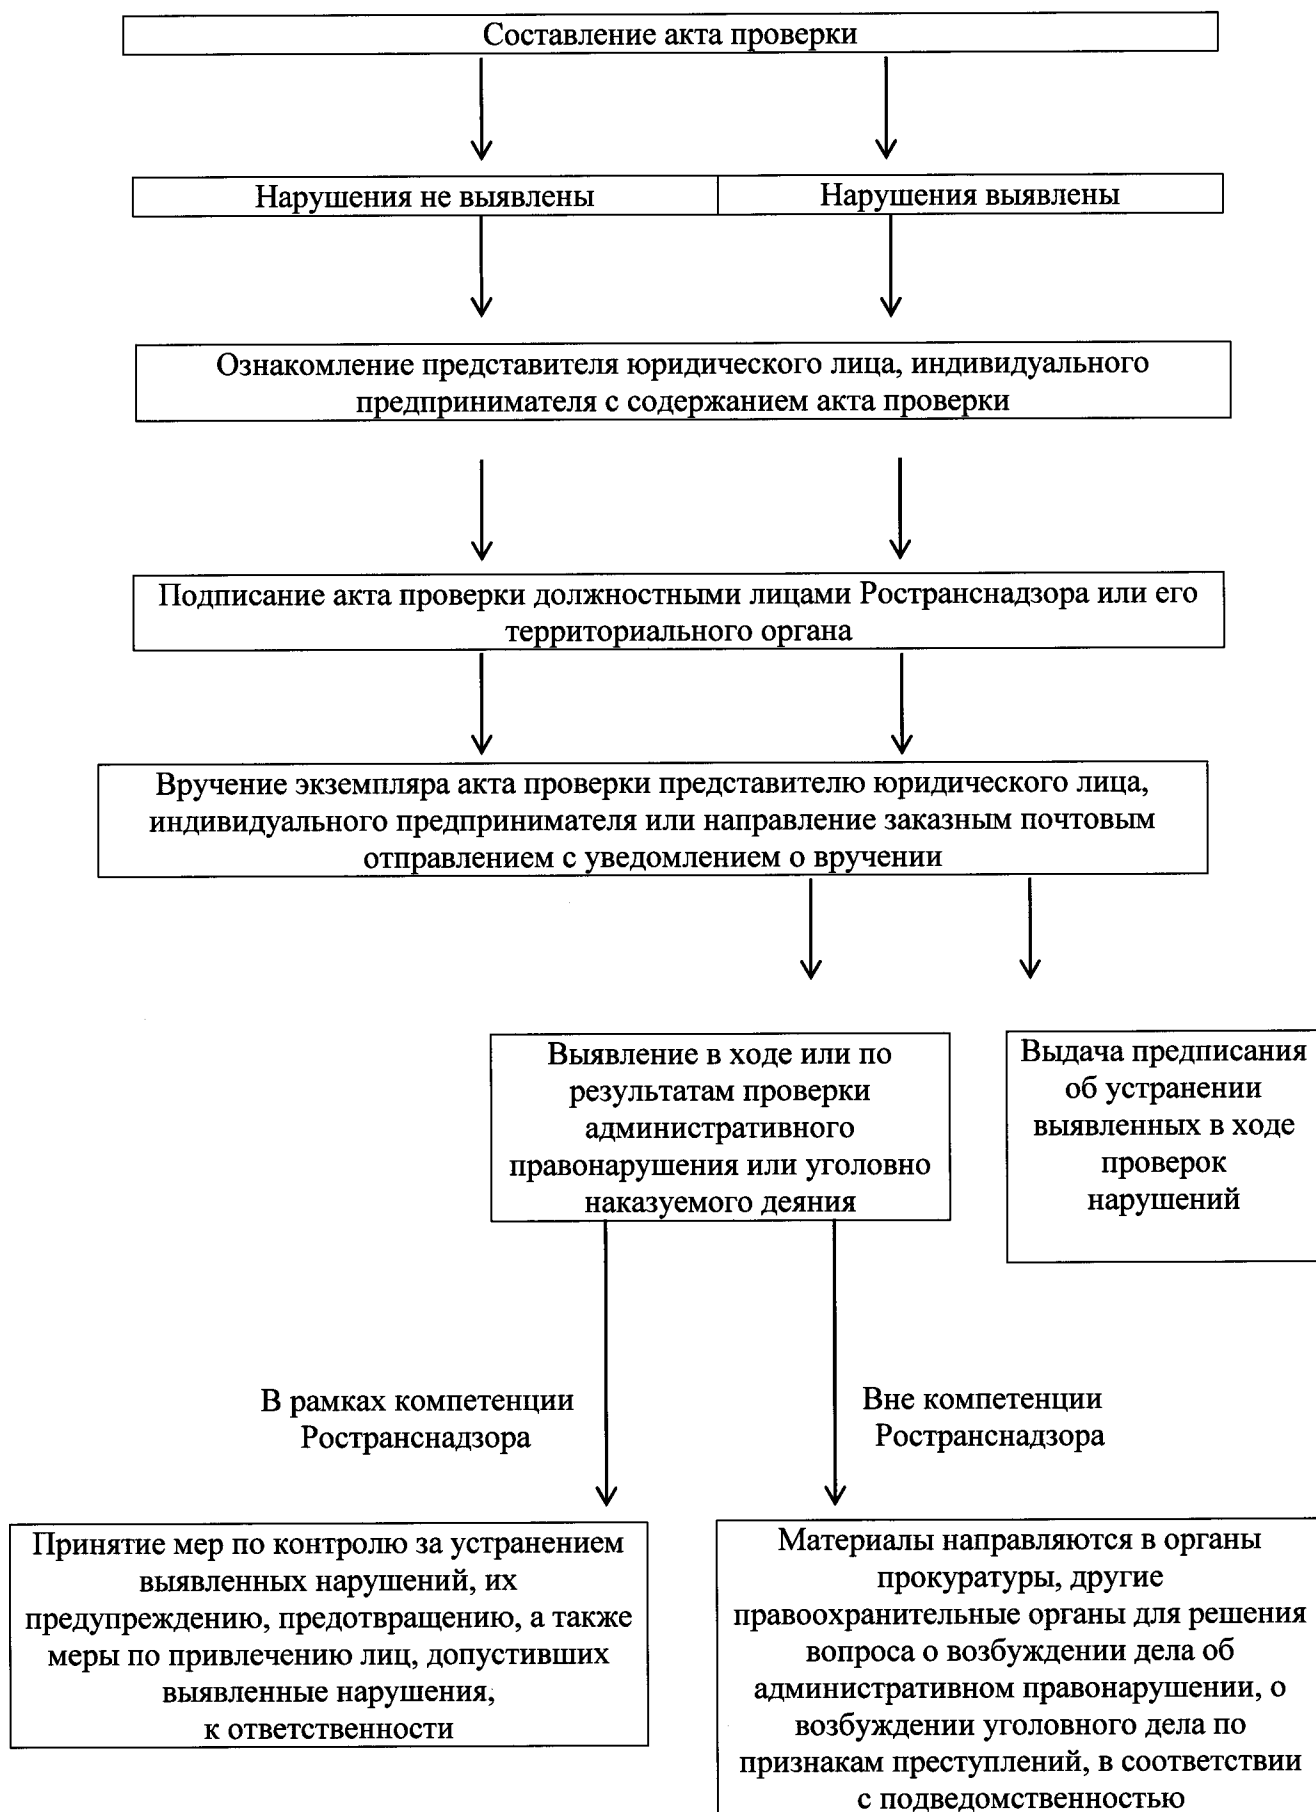 Составление акта проверки
Нарушения не выявлены
Нарушения выявлены
Ознакомление представителя юридического лица, индивидуального
предпринимателя с содержанием акта проверки
Подписание акта проверки должностными лицами Ространснадзора или его
территориального органа
Вручение экземпляра акта проверки представителю юридического лица,
индивидуального предпринимателя или направление заказным почтовым
отправлением с уведомлением о вручении
Выявление в ходе или по
результатам проверки
административного
правонарушения или уголовно
наказуемого деяния
Выдача предписания
об устранении
выявленных в ходе
проверок
нарушений
В рамках компетенции
Ространснадзора
Вне компетенции
Ространснадзора
Принятие мер по контролю за устранением
выявленных нарушений, их
предупреждению, предотвращению, а также
меры по привлечению лиц, допустивших
выявленные нарушения,
к ответственности
Материалы направляются в органы
прокуратуры, другие
правоохранительные органы для решения
вопроса о возбуждении дела об
административном правонарушении, о
возбуждении уголовного дела по
признакам преступлений, в соответствии
с подведомственностью